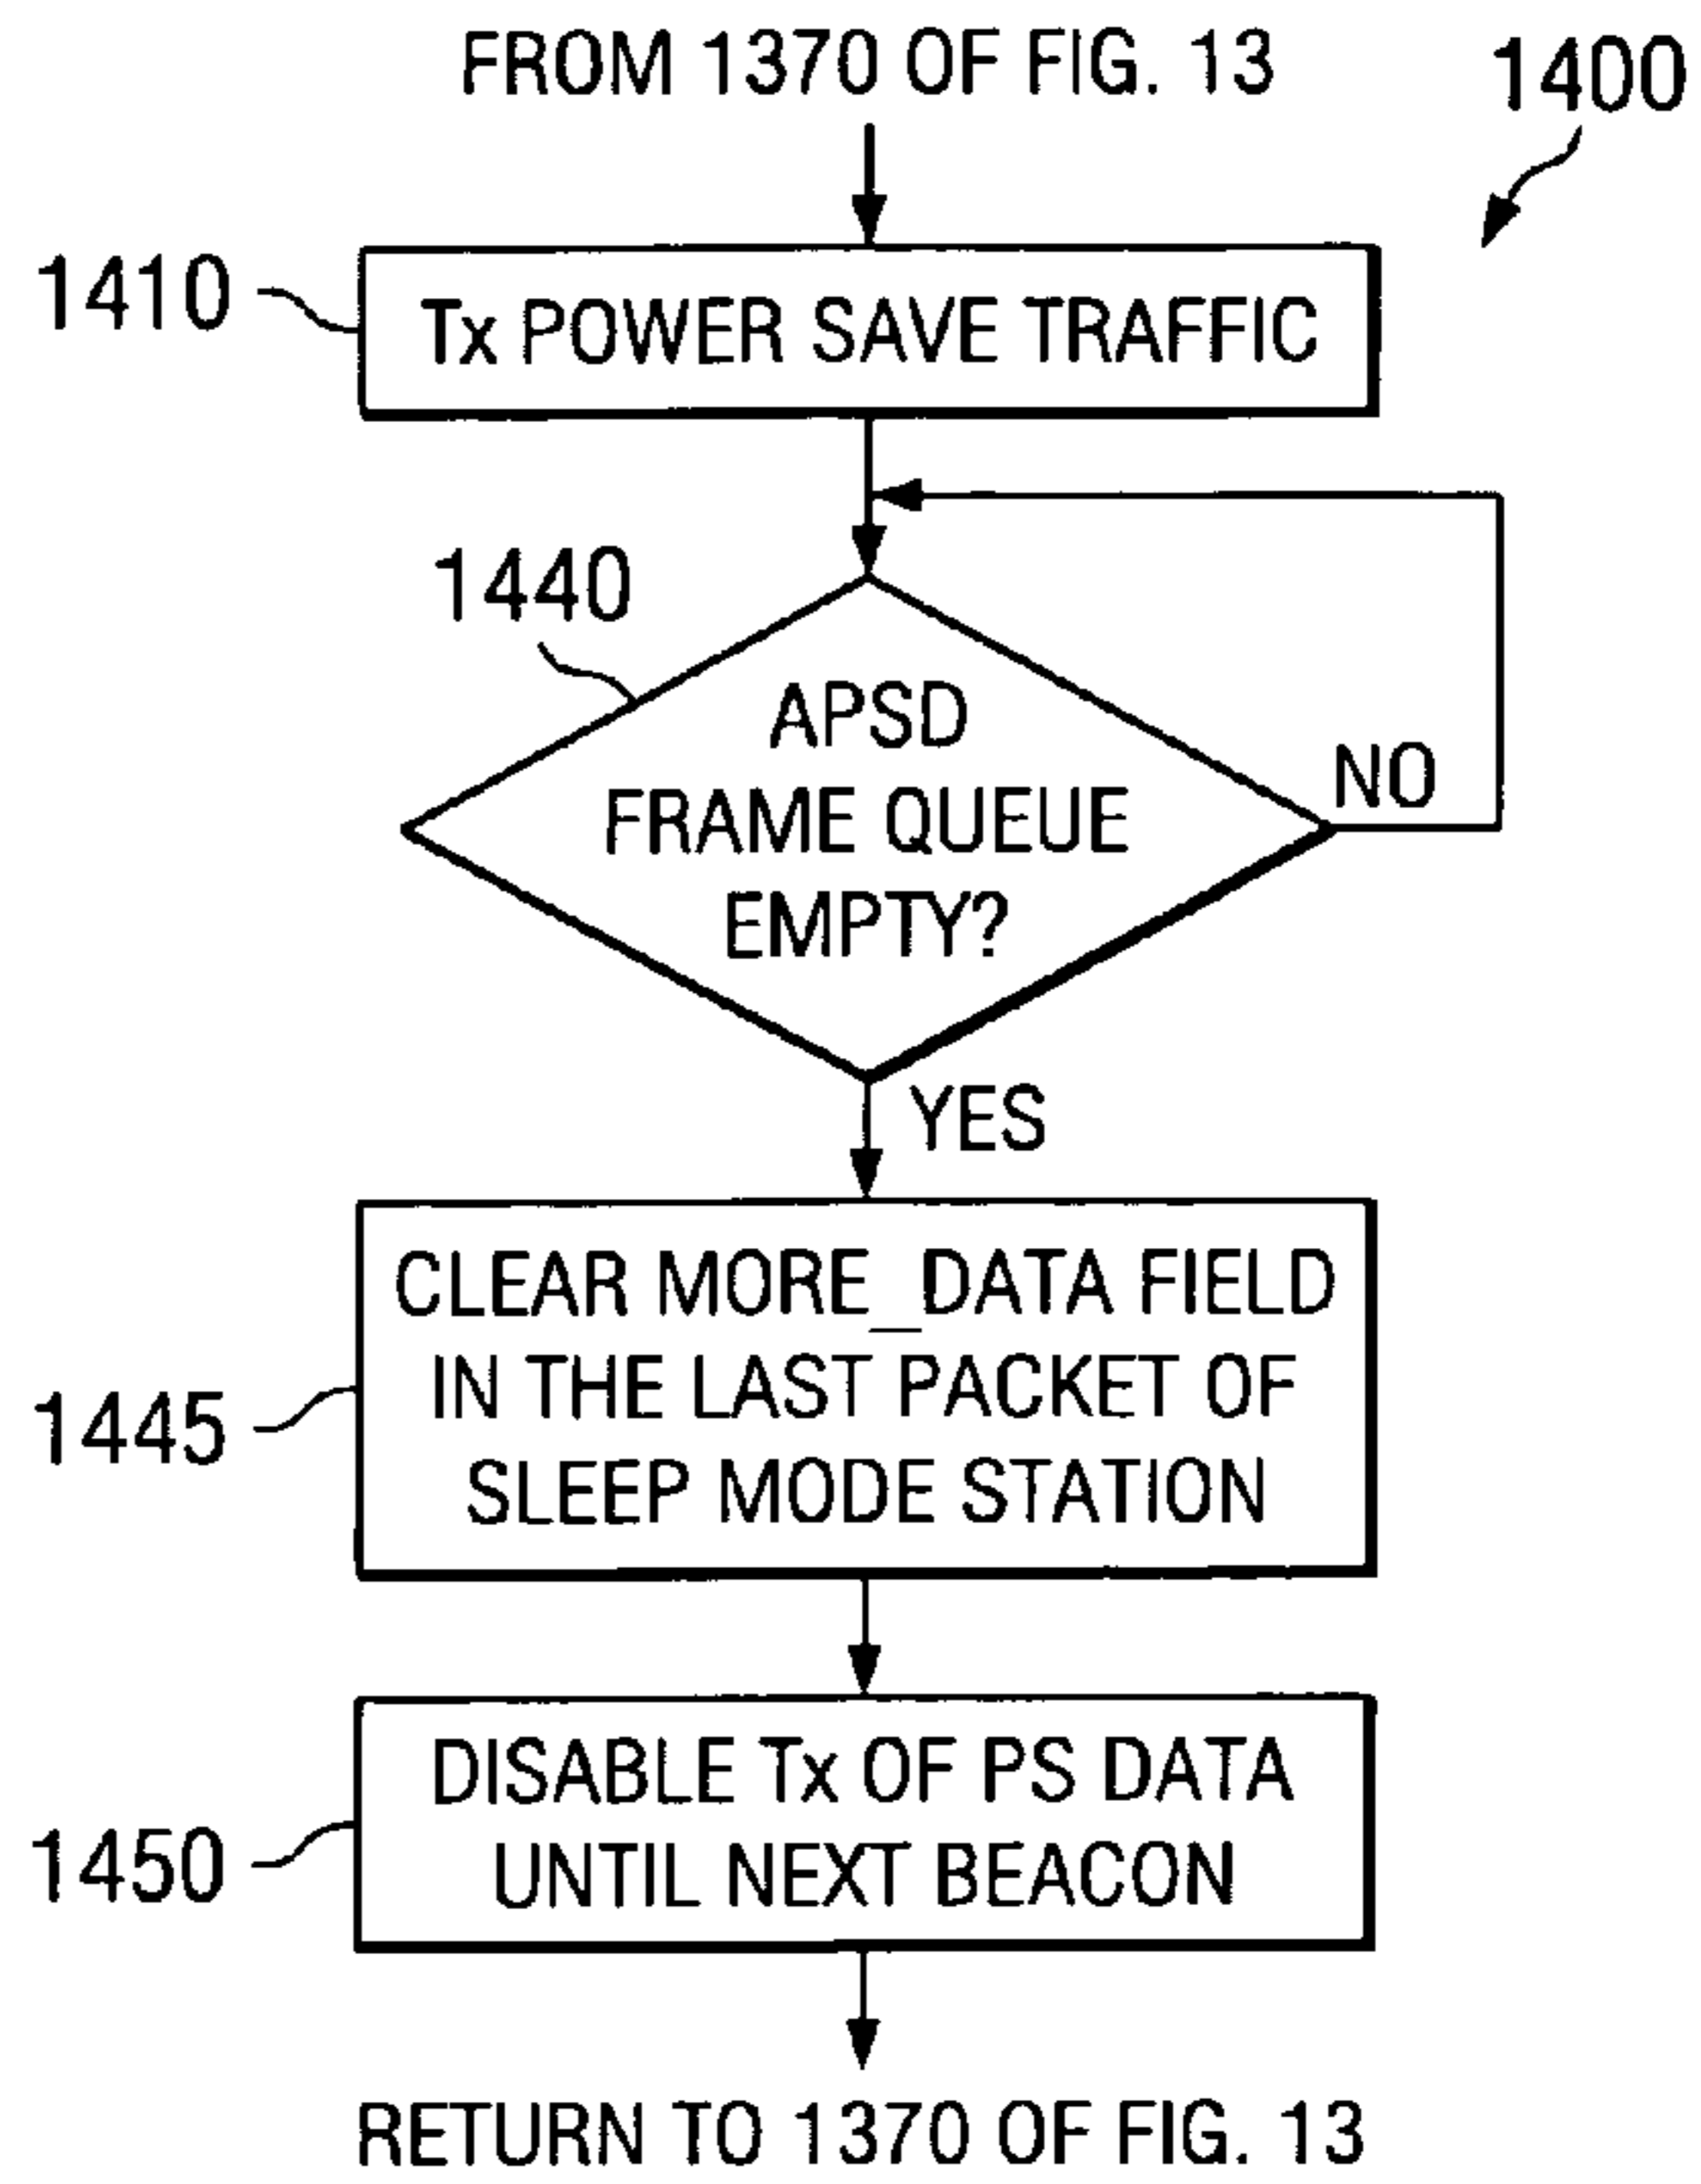 FROM 1370 OF FIG. 13
1400
1410
Tx POWER SAVE TRAFFIC
1440
APSD
FRAME QUEUE
EMPTY?
NO
YES
1445
CLEAR MORE_DATA FIELD
IN THE LAST PACKET OF
SLEEP MODE STATION
1450
DISABLE Tx OF PS DATA
UNTIL NEXT BEACON
RETURN TO 1370 OF FIG. 13